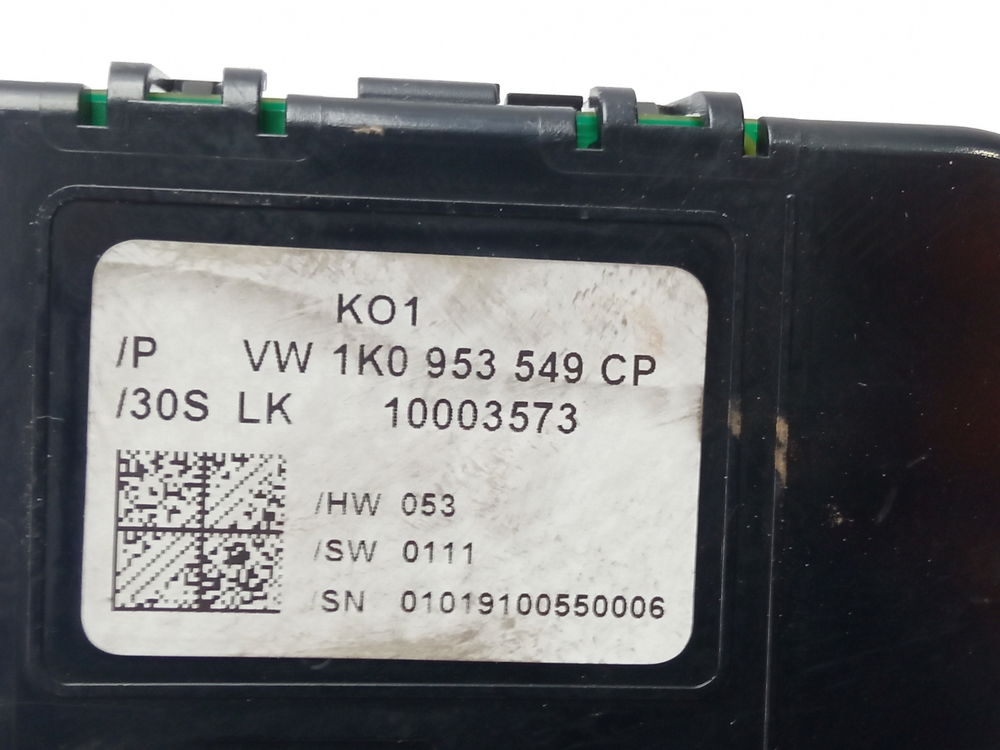 KO1
/P VW 1K0 953 549 CP
/30S LK 10003573
/HW 053
/SW 0111
/SN 01019100550006